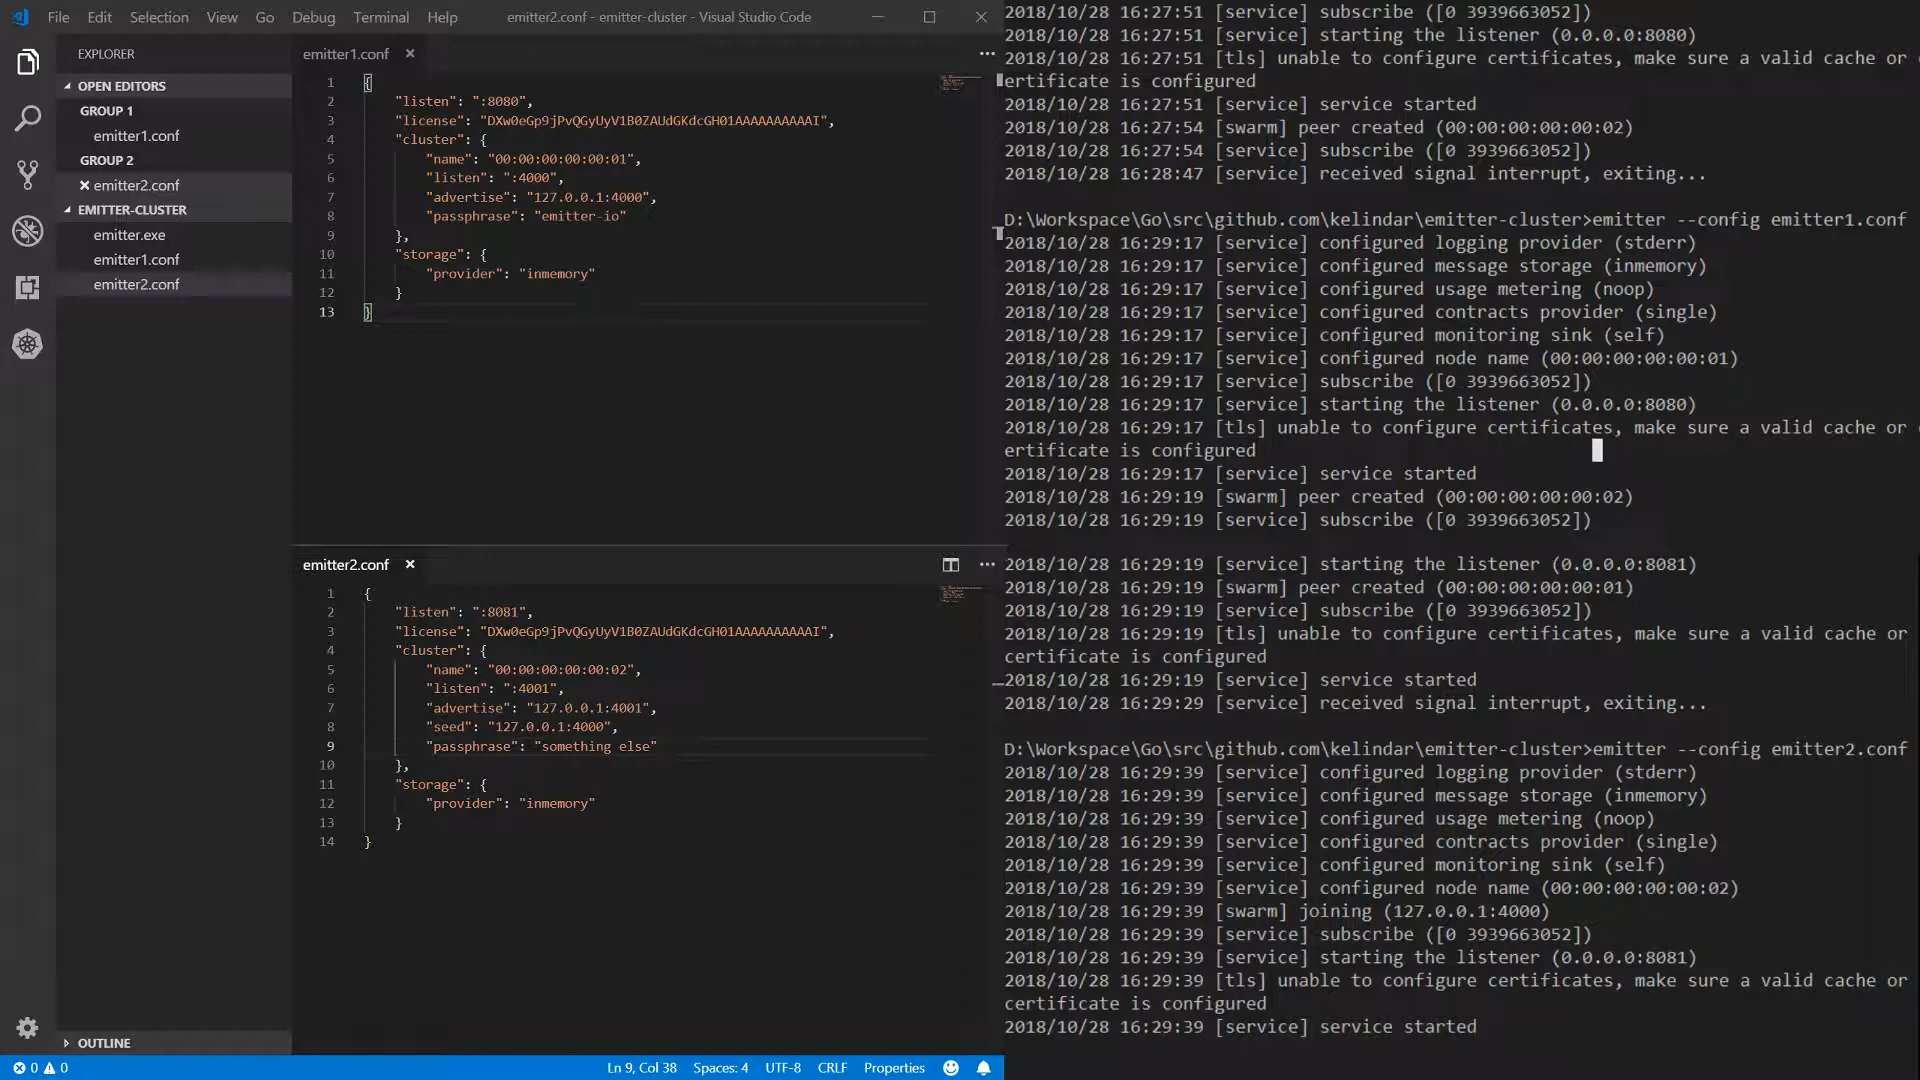 File Edit Selection View Go Debug Terminal Help
emitter2.conf - emitter-cluster - Visual Studio Code
EXPLORER
OPEN EDITORS
GROUP 1
emitter1.conf
GROUP 2
emitter2.conf
EMITTER-CLUSTER
emitter.exe
emitter1.conf
emitter2.conf
OUTLINE
emitter1.conf
1 {
2 "listen": ":8080",
3 "license": "DXw0eGp9jPvQGyUyV1B0ZAUdGKdcGH01AAAAAAAAAAI",
4 "cluster": {
5 "name": "00:00:00:00:00:01",
6 "listen": ":4000",
7 "advertise": "127.0.0.1:4000",
8 "passphrase": "emitter-io"
9 },
10 "storage": {
11 "provider": "inmemory"
12 }
13 }
emitter2.conf
1 {
2 "listen": ":8081",
3 "license": "DXw0eGp9jPvQGyUyV1B0ZAUdGKdcGH01AAAAAAAAAAI",
4 "cluster": {
5 "name": "00:00:00:00:00:02",
6 "listen": ":4001",
7 "advertise": "127.0.0.1:4001",
8 "seed": "127.0.0.1:4000",
9 "passphrase": "something else"
10 },
11 "storage": {
12 "provider": "inmemory"
13 }
14 }
0 0 Ln 9, Col 38 Spaces: 4 UTF-8 CRLF Properties
2018/10/28 16:27:51 [service] subscribe ([0 3939663052])
2018/10/28 16:27:51 [service] starting the listener (0.0.0.0:8080)
2018/10/28 16:27:51 [tls] unable to configure certificates, make sure a valid cache or c
ertificate is configured
2018/10/28 16:27:51 [service] service started
2018/10/28 16:27:54 [swarm] peer created (00:00:00:00:00:02)
2018/10/28 16:27:54 [service] subscribe ([0 3939663052])
2018/10/28 16:28:47 [service] received signal interrupt, exiting...
D:\Workspace\Go\src\github.com\kelindar\emitter-cluster>emitter --config emitter1.conf
2018/10/28 16:29:17 [service] configured logging provider (stderr)
2018/10/28 16:29:17 [service] configured message storage (inmemory)
2018/10/28 16:29:17 [service] configured usage metering (noop)
2018/10/28 16:29:17 [service] configured contracts provider (single)
2018/10/28 16:29:17 [service] configured monitoring sink (self)
2018/10/28 16:29:17 [service] configured node name (00:00:00:00:00:01)
2018/10/28 16:29:17 [service] subscribe ([0 3939663052])
2018/10/28 16:29:17 [service] starting the listener (0.0.0.0:8080)
2018/10/28 16:29:17 [tls] unable to configure certificates, make sure a valid cache or c
ertificate is configured
2018/10/28 16:29:17 [service] service started
2018/10/28 16:29:19 [swarm] peer created (00:00:00:00:00:02)
2018/10/28 16:29:19 [service] subscribe ([0 3939663052])
2018/10/28 16:29:19 [service] starting the listener (0.0.0.0:8081)
2018/10/28 16:29:19 [swarm] peer created (00:00:00:00:00:01)
2018/10/28 16:29:19 [service] subscribe ([0 3939663052])
2018/10/28 16:29:19 [tls] unable to configure certificates, make sure a valid cache or
certificate is configured
2018/10/28 16:29:19 [service] service started
2018/10/28 16:29:29 [service] received signal interrupt, exiting...
D:\Workspace\Go\src\github.com\kelindar\emitter-cluster>emitter --config emitter2.conf
2018/10/28 16:29:39 [service] configured logging provider (stderr)
2018/10/28 16:29:39 [service] configured message storage (inmemory)
2018/10/28 16:29:39 [service] configured usage metering (noop)
2018/10/28 16:29:39 [service] configured contracts provider (single)
2018/10/28 16:29:39 [service] configured monitoring sink (self)
2018/10/28 16:29:39 [service] configured node name (00:00:00:00:00:02)
2018/10/28 16:29:39 [swarm] joining (127.0.0.1:4000)
2018/10/28 16:29:39 [service] subscribe ([0 3939663052])
2018/10/28 16:29:39 [service] starting the listener (0.0.0.0:8081)
2018/10/28 16:29:39 [tls] unable to configure certificates, make sure a valid cache or
certificate is configured
2018/10/28 16:29:39 [service] service started